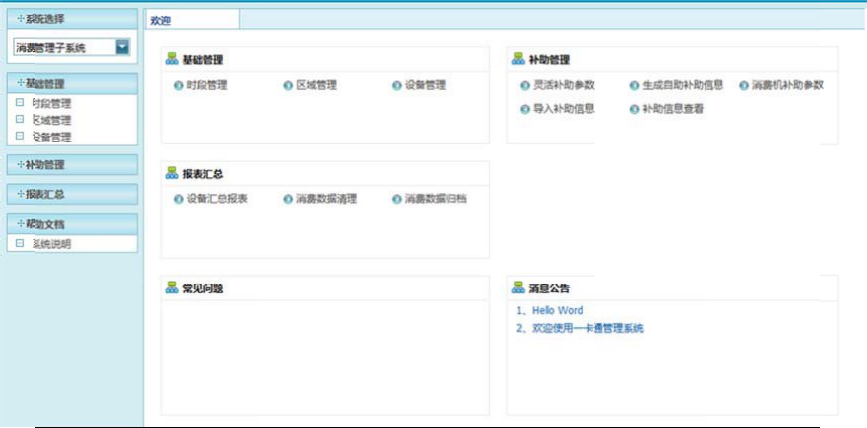 系统选择
消费管理子系统
基础管理
时段管理
区域管理
设备管理
补助管理
报表汇总
帮助文档
系统说明
欢迎
基础管理
时段管理 区域管理 设备管理
补助管理
灵活补助参数 生成自助补助信息 消费机补助参数
导入补助信息 补助信息查看
报表汇总
设备汇总报表 消费数据清理 消费数据归档
常见问题
消息公告
1、Hello Word
2、欢迎使用一卡通管理系统